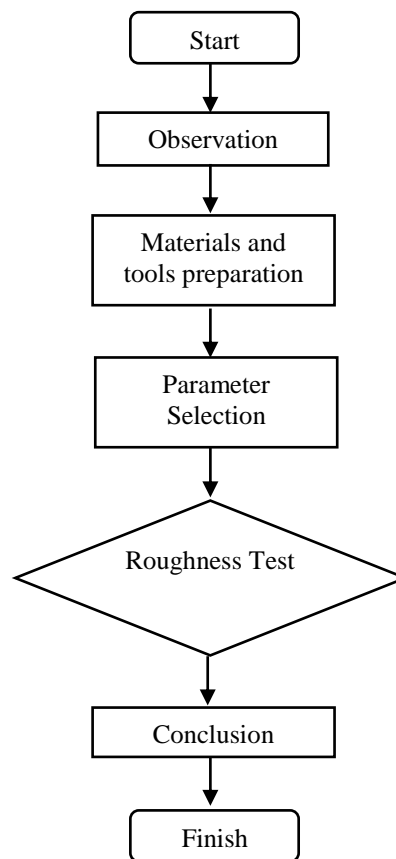 Start
Observation
Materials and
tools preparation
Parameter
Selection
Roughness Test
Conclusion
Finish